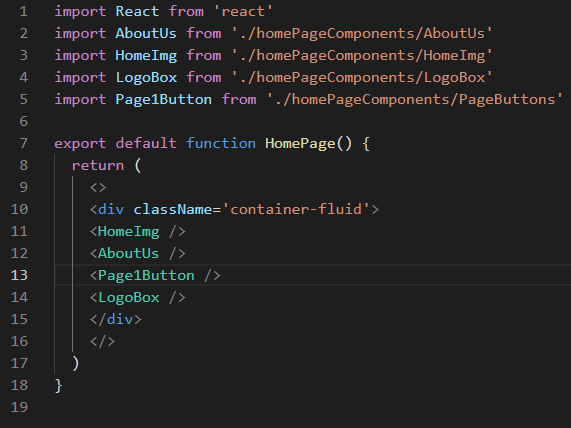 1 import React from 'react'
2 import AboutUs from './homePageComponents/AboutUs'
3 import HomeImg from './homePageComponents/HomeImg'
4 import LogoBox from './homePageComponents/LogoBox'
5 import Page1Button from './homePageComponents/PageButtons'
6
7 export default function HomePage() {
8   return (
9     <>
10     <div className='container-fluid'>
11     <HomeImg />
12     <AboutUs />
13     <Page1Button />
14     <LogoBox />
15     </div>
16     </>
17   )
18 }
19